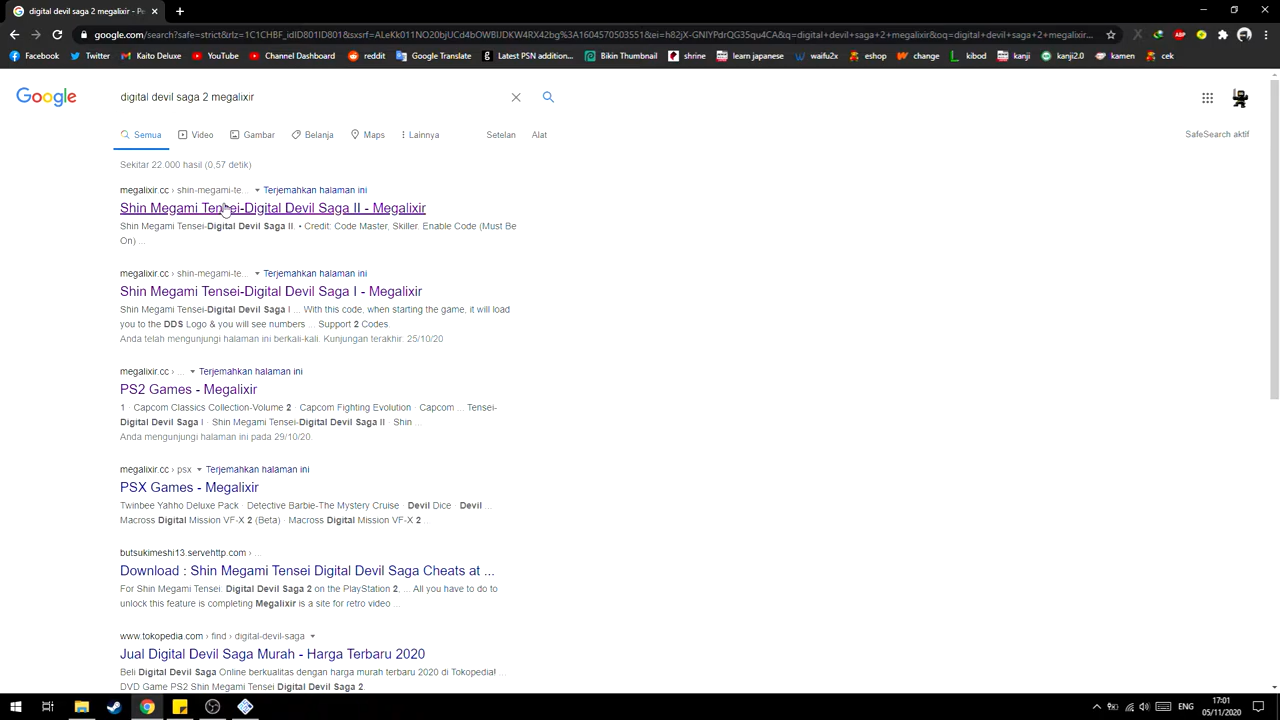 digital devil saga 2 megalixir - Pe
google.com/search?safe=strict&rlz=1C1CHBF_idID801ID801&sxsrf=
Facebook Twitter Kaito Deluxe YouTube Channel Dashboard reddit Google Translate Latest PSN addition... Bikin Thumbnail shrine learn japanese waifu2x eshop change kibod kanji kanji2.0 kamen cek
Google
digital devil saga 2 megalixir
Semua Video Gambar Belanja Maps Lainnya Setelan Alat
SafeSearch aktif
Sekitar 22.000 hasil (0,57 detik)
megalixir.cc › shin-megami-te... Terjemahkan halaman ini
Shin Megami Tensei-Digital Devil Saga II - Megalixir
Shin Megami Tensei-Digital Devil Saga II. • Credit: Code Master, Skiller. Enable Code (Must Be
On) ...
megalixir.cc › shin-megami-te... Terjemahkan halaman ini
Shin Megami Tensei-Digital Devil Saga I - Megalixir
Shin Megami Tensei-Digital Devil Saga I ... With this code, when starting the game, it will load
you to the DDS Logo & you will see numbers ... Support 2 Codes.
Anda telah mengunjungi halaman ini berkali-kali. Kunjungan terakhir: 25/10/20
megalixir.cc › ... Terjemahkan halaman ini
PS2 Games - Megalixir
1 · Capcom Classics Collection-Volume 2 · Capcom Fighting Evolution · Capcom ... Tensei-
Digital Devil Saga I · Shin Megami Tensei-Digital Devil Saga II · Shin ...
Anda mengunjungi halaman ini pada 29/10/20.
megalixir.cc › psx Terjemahkan halaman ini
PSX Games - Megalixir
Twinbee Yahho Deluxe Pack · Detective Barbie-The Mystery Cruise · Devil Dice · Devil ...
Macross Digital Mission VF-X 2 (Beta) · Macross Digital Mission VF-X 2 ...
butsukimeshi13.servehttp.com › ...
Download : Shin Megami Tensei Digital Devil Saga Cheats at ...
For Shin Megami Tensei: Digital Devil Saga 2 on the PlayStation 2, ... All you have to do to
unlock this feature is completing Megalixir is a site for retro video ...
www.tokopedia.com › find › digital-devil-saga
Jual Digital Devil Saga Murah - Harga Terbaru 2020
Beli Digital Devil Saga Online berkualitas dengan harga murah terbaru 2020 di Tokopedia! ...
DVD Game PS2 Shin Megami Tensei Digital Devil Saga 2.
ENG
17:01
05/11/2020